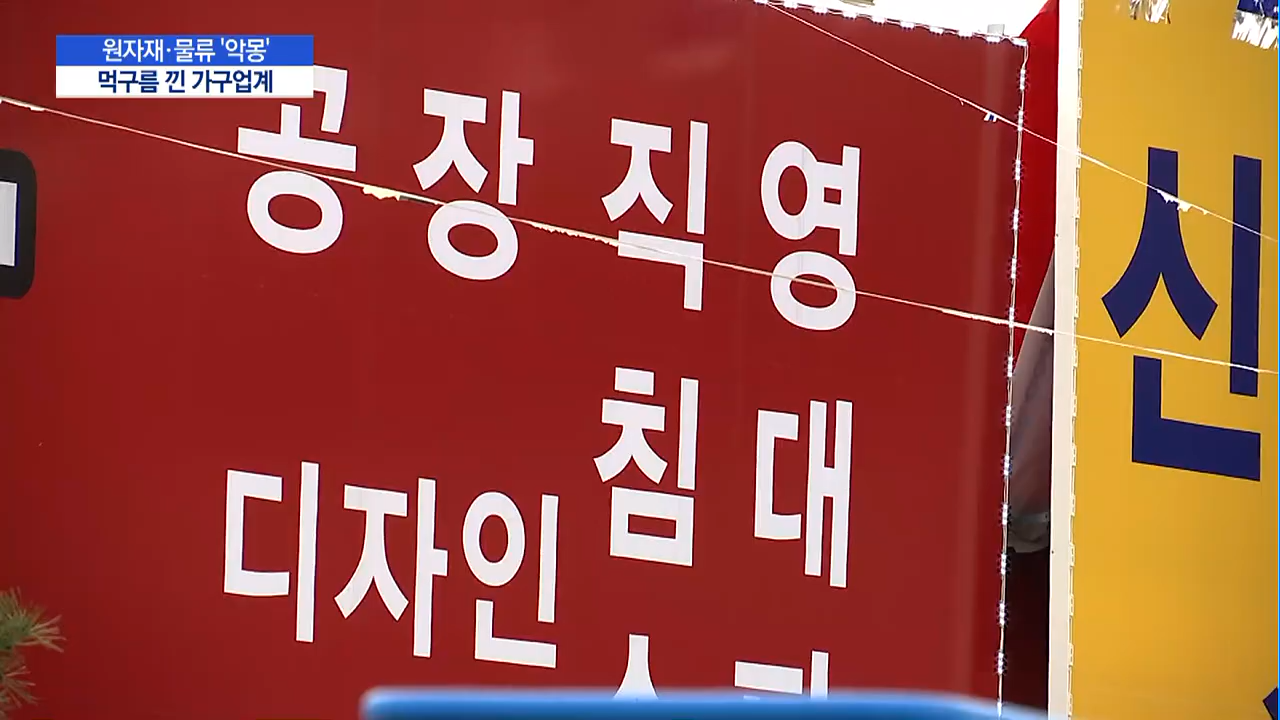 원자재·물류 '악몽'
먹구름 낀 가구업계
공장직영
침대
디자인
신